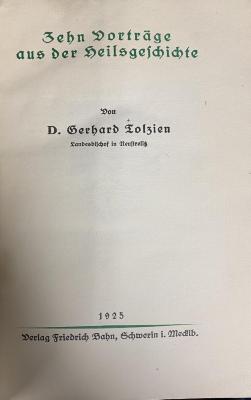 Zehn Vorträge
aus der Heilsgeschichte
Von
D. Gerhard Tolzien
Landesbischof in Neustrelitz
1925
Verlag Friedrich Bahn, Schwerin i. Mecklb.